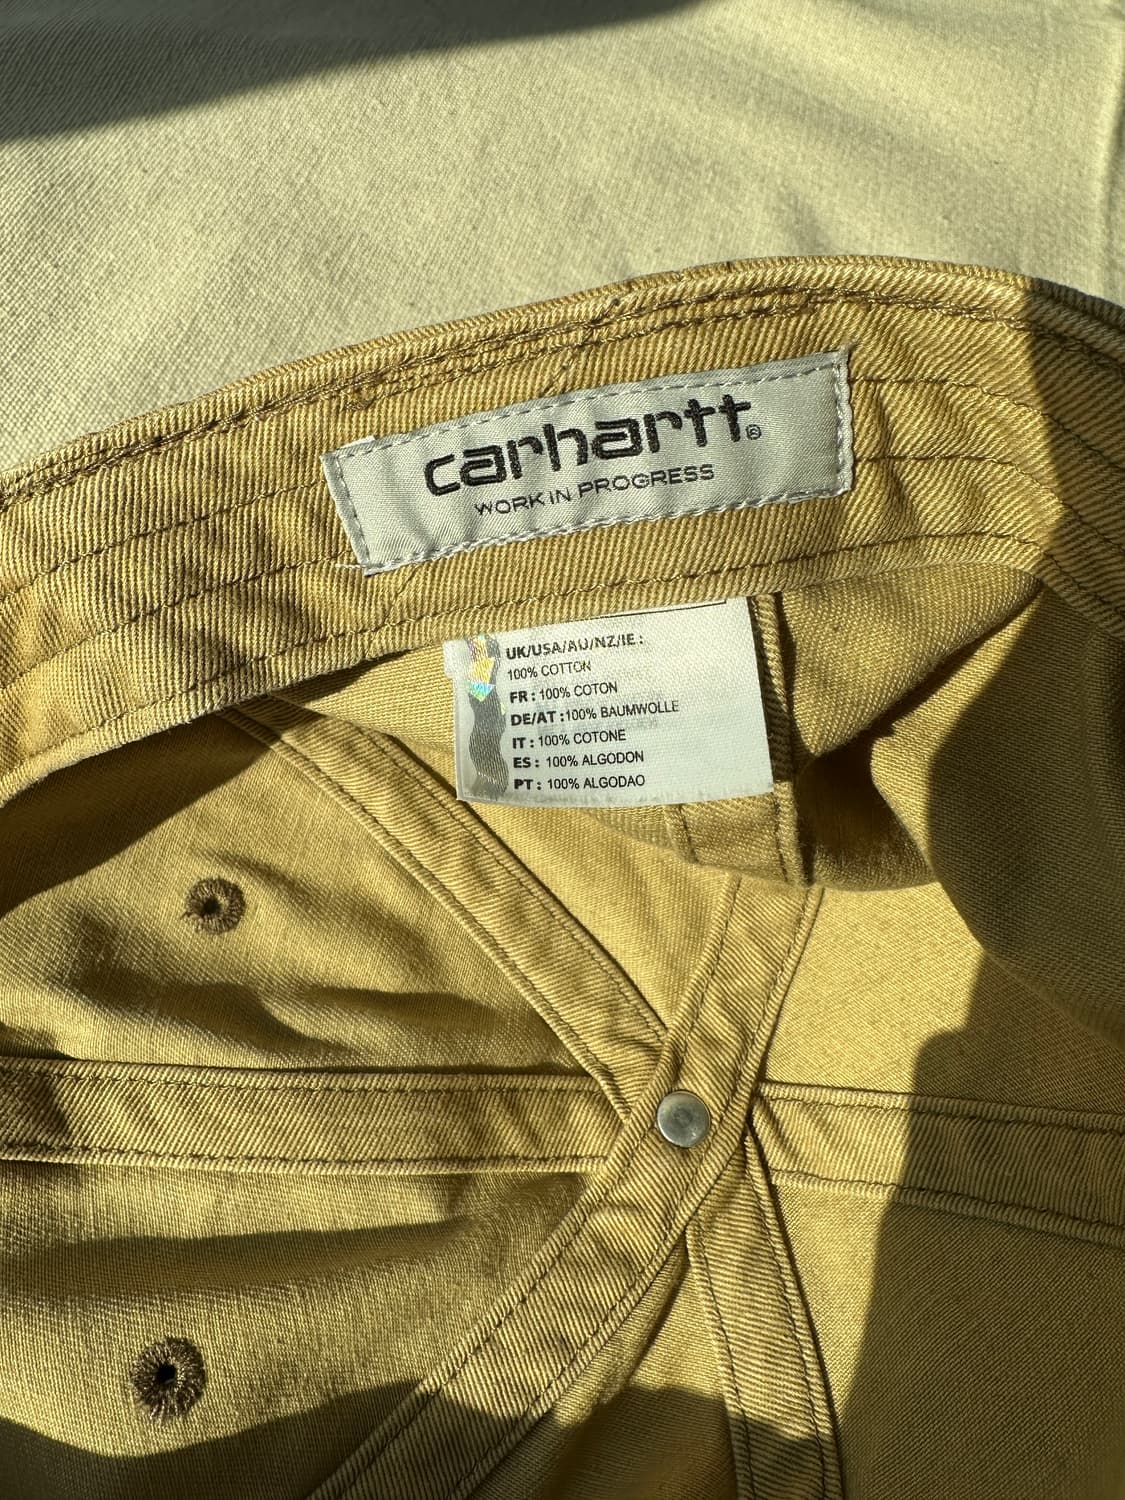 carhartt®
WORK IN PROGRESS
UK/USA/AU/NZ/IE :
100% COTTON
FR : 100% COTON
DE/AT :100% BAUMWOLLE
IT : 100% COTONE
ES : 100% ALGODON
PT : 100% ALGODAO